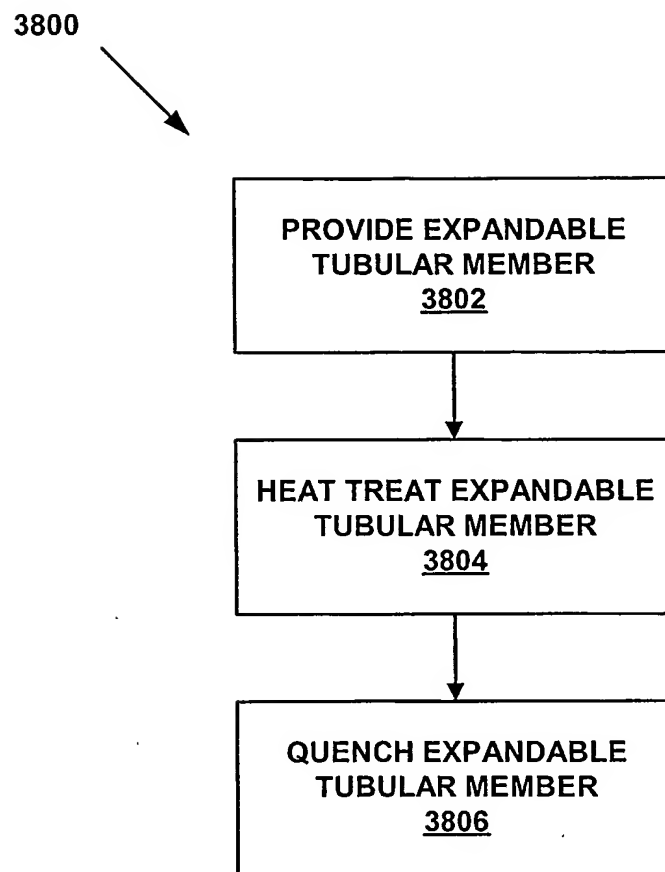 3800
PROVIDE EXPANDABLE
TUBULAR MEMBER
3802
HEAT TREAT EXPANDABLE
TUBULAR MEMBER
3804
QUENCH EXPANDABLE
TUBULAR MEMBER
3806